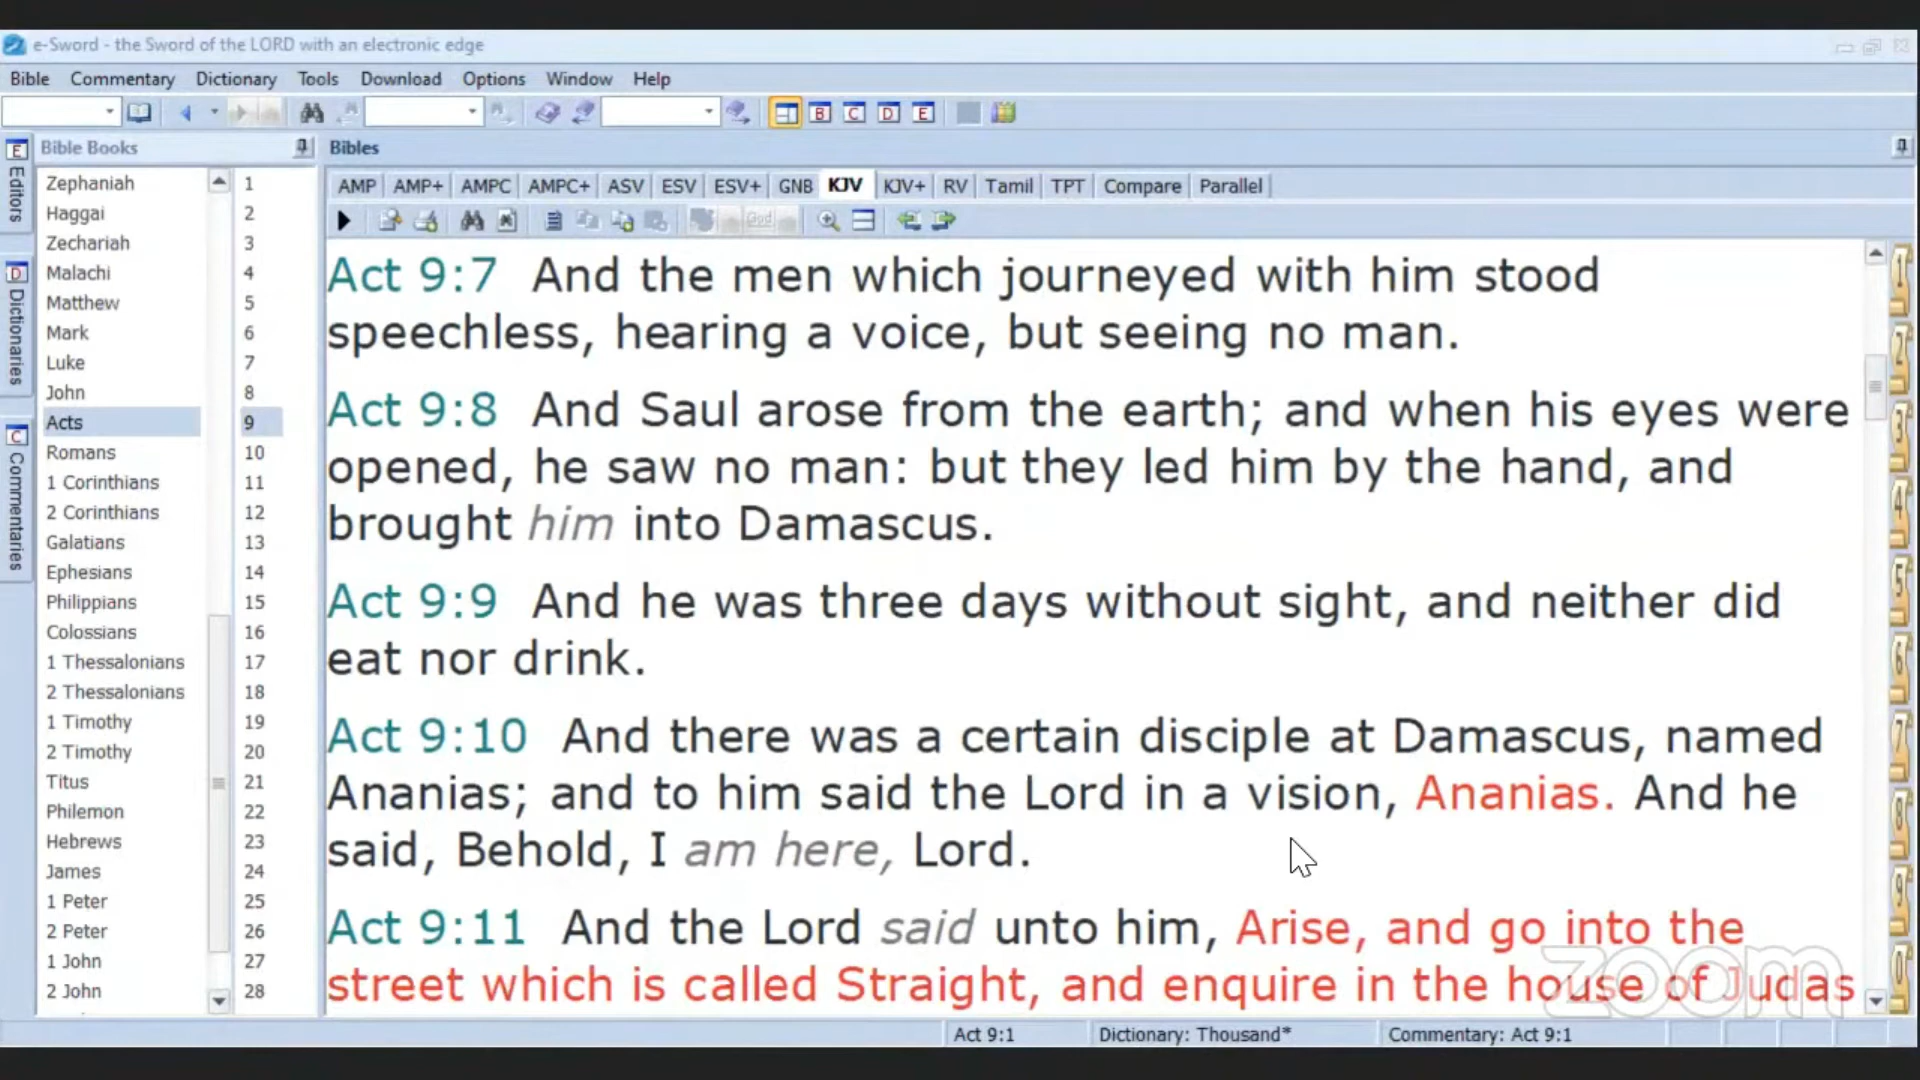 e-Sword - the Sword of the LORD with an electronic edge
Bible Commentary Dictionary Tools Download Options Window Help
B C D E
E Editors
D Dictionaries
C Commentaries
Bible Books
Zephaniah
Haggai
Zechariah
Malachi
Matthew
Mark
Luke
John
Acts
Romans
1 Corinthians
2 Corinthians
Galatians
Ephesians
Philippians
Colossians
1 Thessalonians
2 Thessalonians
1 Timothy
2 Timothy
Titus
Philemon
Hebrews
James
1 Peter
2 Peter
1 John
2 John
1
2
3
4
5
6
7
8
9
10
11
12
13
14
15
16
17
18
19
20
21
22
23
24
25
26
27
28
Bibles
AMP AMP+ AMPC AMPC+ ASV ESV ESV+ GNB KJV KJV+ RV Tamil TPT Compare Parallel
God
Act 9:7 And the men which journeyed with him stood
speechless, hearing a voice, but seeing no man.
Act 9:8 And Saul arose from the earth; and when his eyes were
opened, he saw no man: but they led him by the hand, and
brought him into Damascus.
Act 9:9 And he was three days without sight, and neither did
eat nor drink.
Act 9:10 And there was a certain disciple at Damascus, named
Ananias; and to him said the Lord in a vision, Ananias. And he
said, Behold, I am here, Lord.
Act 9:11 And the Lord said unto him, Arise, and go into the
street which is called Straight, and enquire in the house of Judas
1
2
3
4
5
6
7
8
9
0
zoom
Act 9:1 Dictionary: Thousand* Commentary: Act 9:1